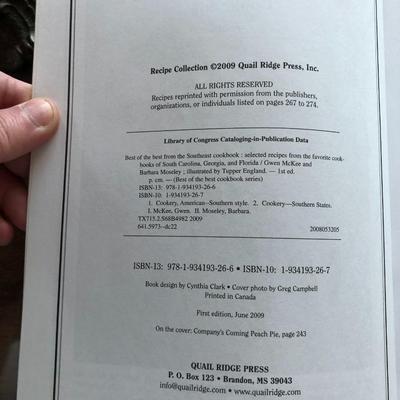 Recipe Collection ©2009 Quail Ridge Press, Inc.
ALL RIGHTS RESERVED
Recipes reprinted with permission from the publishers,
organizations, or individuals listed on pages 267 to 274.
Library of Congress Cataloging-in-Publication Data
Best of the best from the Southeast cookbook : selected recipes from the favorite cook-
books of South Carolina, Georgia, and Florida / Gwen McKee and
Barbara Moseley ; illustrated by Tupper England. — 1st ed.
p. cm. — (Best of the best cookbook series)
ISBN-13: 978-1-934193-26-6
ISBN-10: 1-934193-26-7
1. Cookery, American--Southern style. 2. Cookery—Southern States.
I. McKee, Gwen. II. Moseley, Barbara.
TX715.2.S68B4982 2009
641.5973--dc22 2008053205
ISBN-13: 978-1-934193-26-6 • ISBN-10: 1-934193-26-7
Book design by Cynthia Clark • Cover photo by Greg Campbell
Printed in Canada
First edition, June 2009
On the cover: Company's Coming Peach Pie, page 243
QUAIL RIDGE PRESS
P. O. Box 123 • Brandon, MS 39043
info@quailridge.com • www.quailridge.com